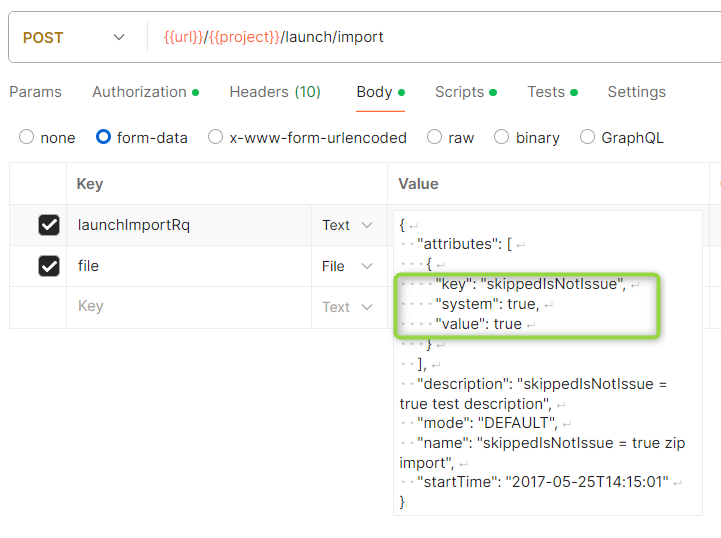 POST {{url}}/{{project}}/launch/import
Params Authorization Headers (10) Body Scripts Tests Settings
none form-data x-www-form-urlencoded raw binary GraphQL
Key Value
launchImportRq Text
file File
Key Text
{
"attributes": [
{
"key": "skippedIsNotIssue",
"system": true,
"value": true
}
],
"description": "skippedIsNotIssue =
true test description",
"mode": "DEFAULT",
"name": "skippedIsNotIssue = true zip
import",
"startTime": "2017-05-25T14:15:01"
}